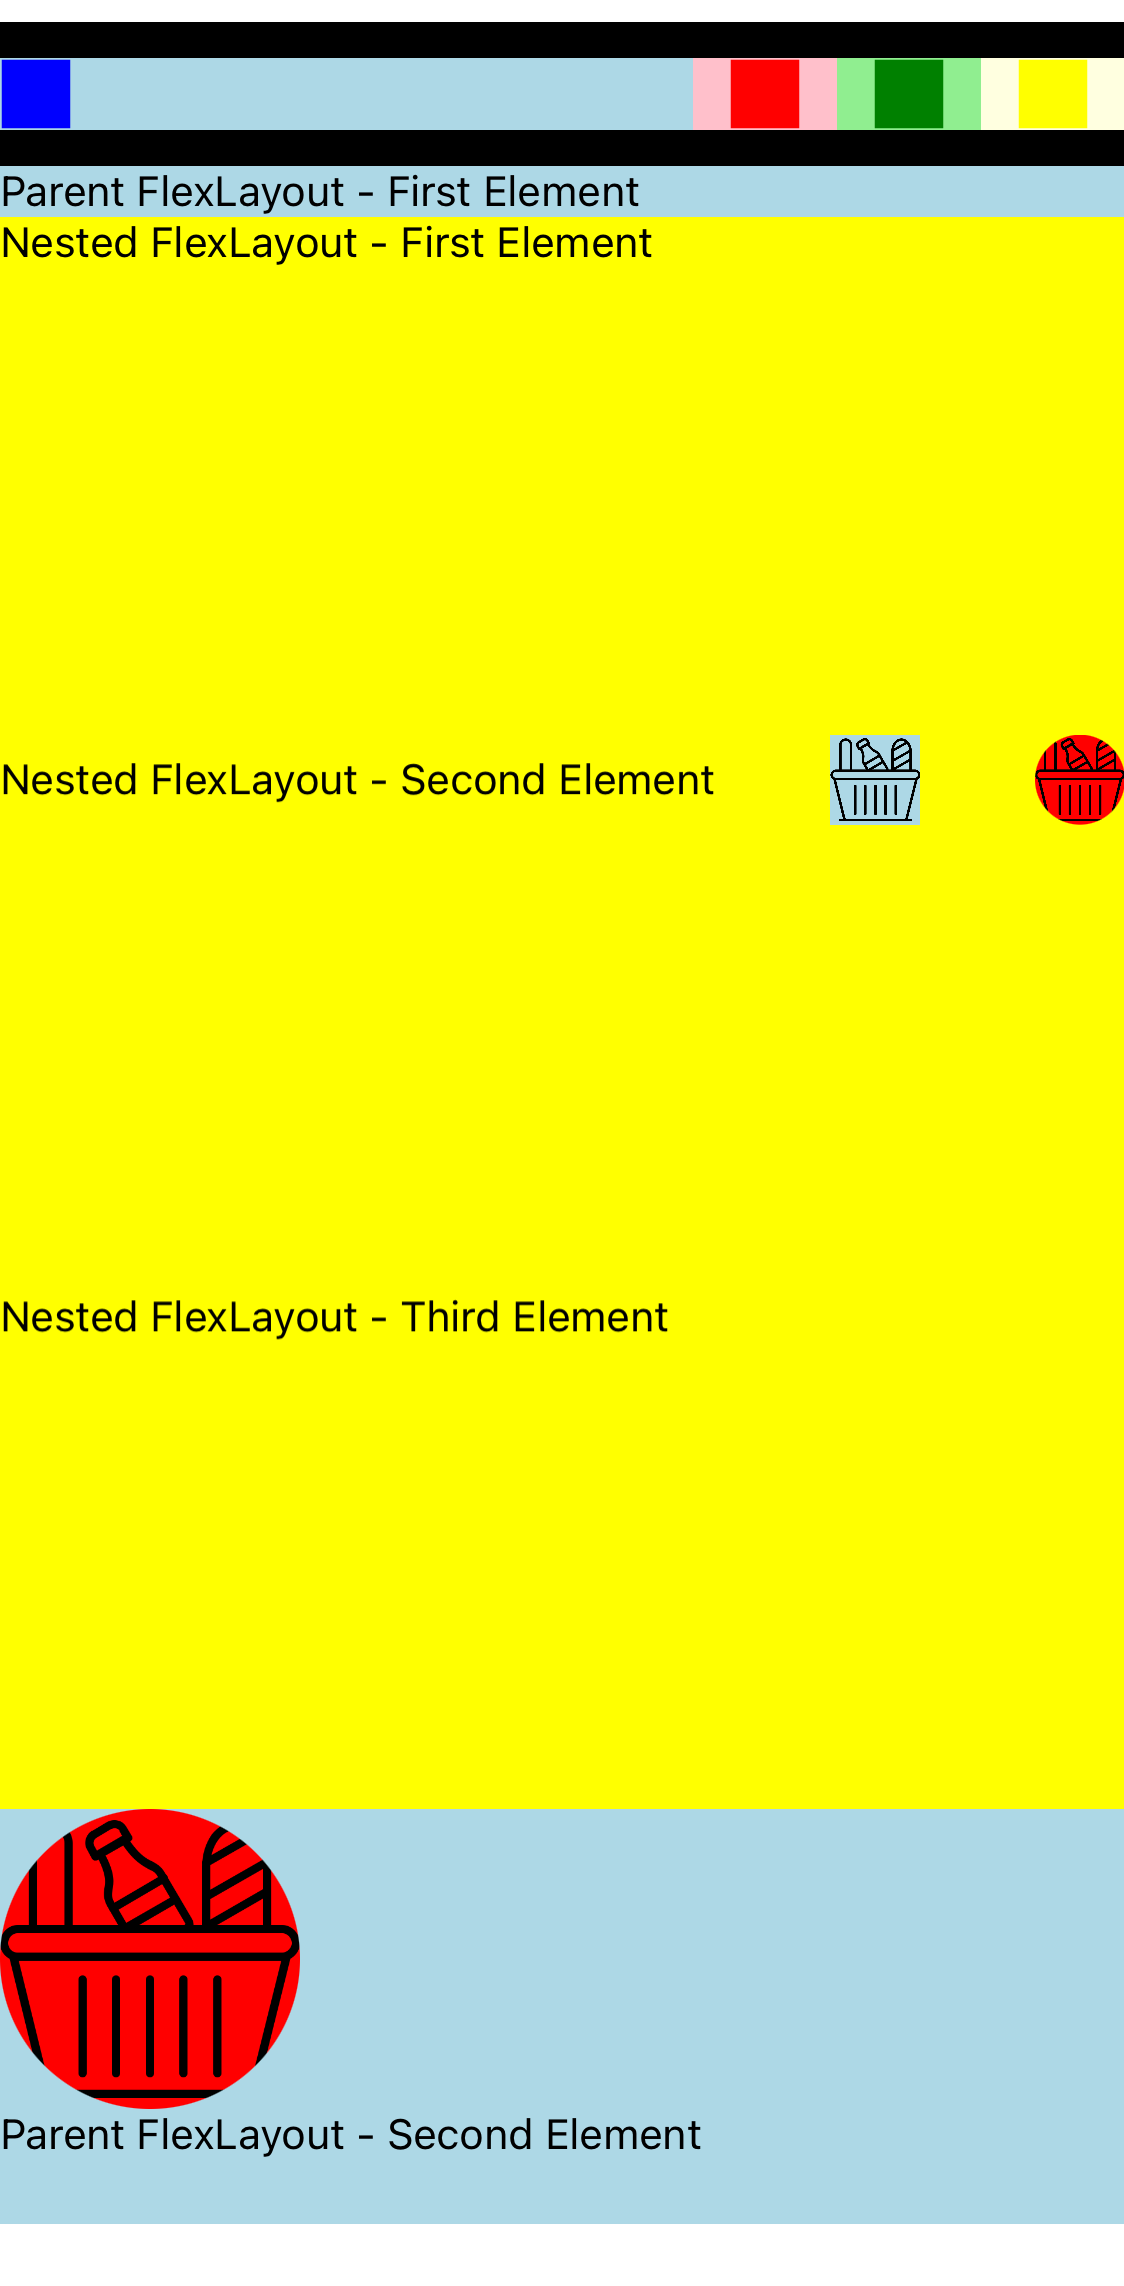 Parent FlexLayout - First Element
Nested FlexLayout - First Element
Nested FlexLayout - Second Element
Nested FlexLayout - Third Element
Parent FlexLayout - Second Element